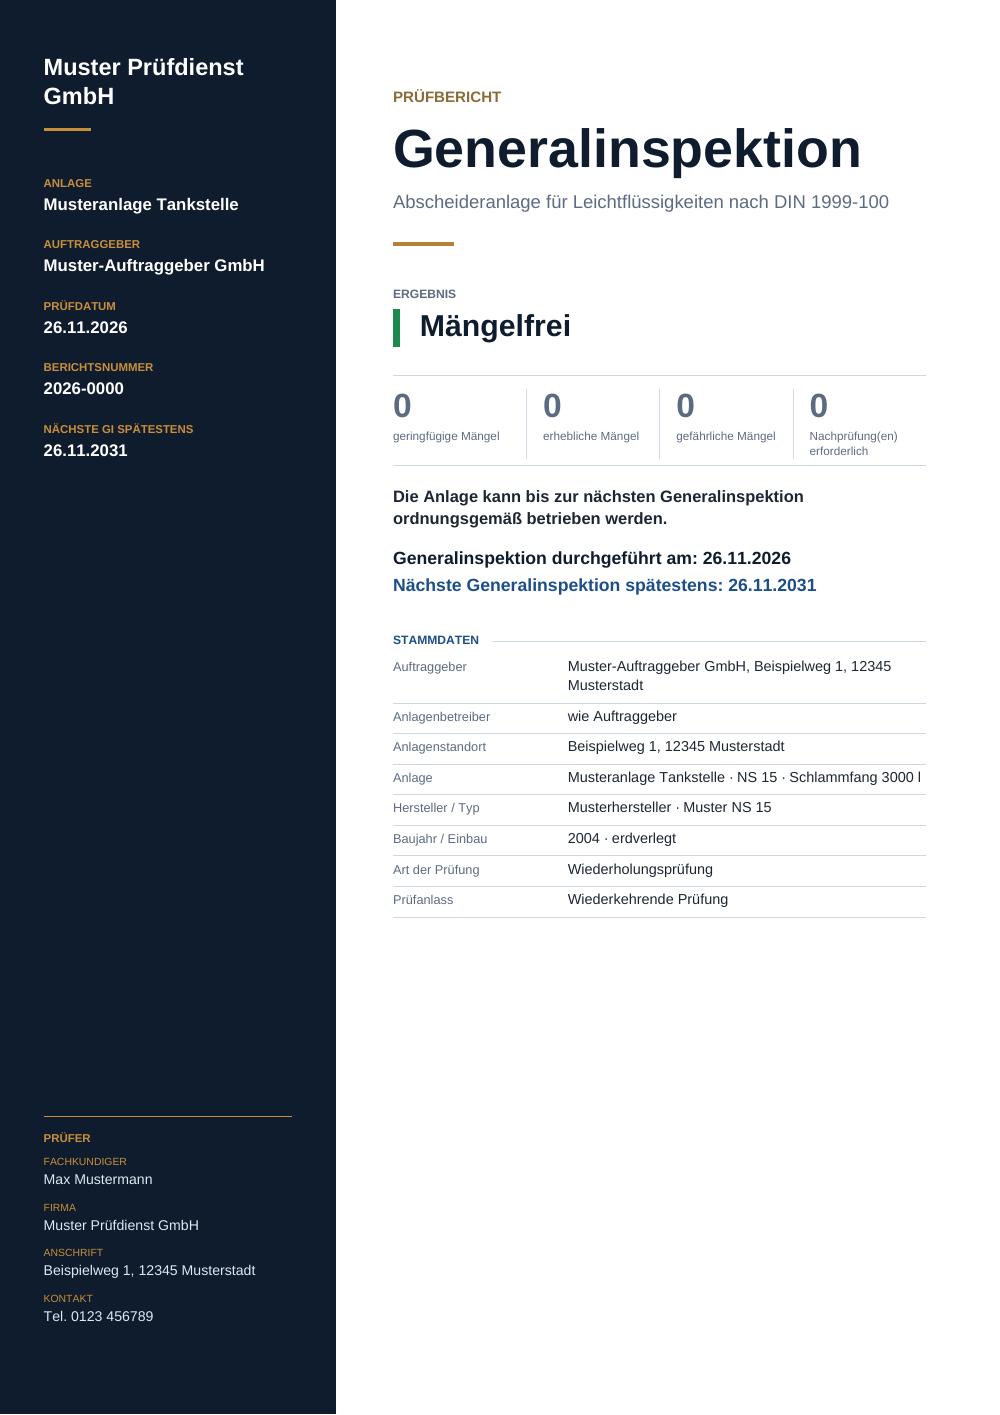 Muster Prüfdienst
GmbH
ANLAGE
Musteranlage Tankstelle
AUFTRAGGEBER
Muster-Auftraggeber GmbH
PRÜFDATUM
26.11.2026
BERICHTSNUMMER
2026-0000
NÄCHSTE GI SPÄTESTENS
26.11.2031
PRÜFER
FACHKUNDIGER
Max Mustermann
FIRMA
Muster Prüfdienst GmbH
ANSCHRIFT
Beispielweg 1, 12345 Musterstadt
KONTAKT
Tel. 0123 456789
PRÜFBERICHT
Generalinspektion
Abscheideranlage für Leichtflüssigkeiten nach DIN 1999-100
ERGEBNIS
Mängelfrei
0 0 0 0
geringfügige Mängel erhebliche Mängel gefährliche Mängel Nachprüfung(en)
erforderlich
Die Anlage kann bis zur nächsten Generalinspektion
ordnungsgemäß betrieben werden.
Generalinspektion durchgeführt am: 26.11.2026
Nächste Generalinspektion spätestens: 26.11.2031
STAMMDATEN
Auftraggeber Muster-Auftraggeber GmbH, Beispielweg 1, 12345
Musterstadt
Anlagenbetreiber wie Auftraggeber
Anlagenstandort Beispielweg 1, 12345 Musterstadt
Anlage Musteranlage Tankstelle · NS 15 · Schlammfang 3000 l
Hersteller / Typ Musterhersteller · Muster NS 15
Baujahr / Einbau 2004 · erdverlegt
Art der Prüfung Wiederholungsprüfung
Prüfanlass Wiederkehrende Prüfung